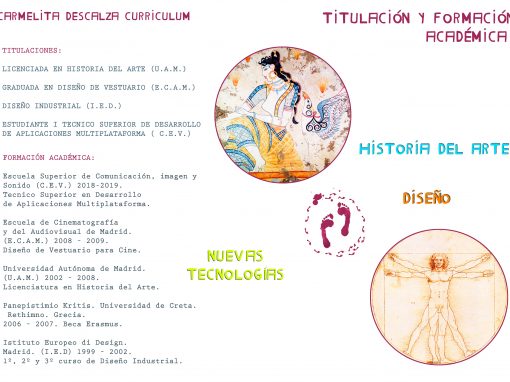 CARMELITA DESCALZA CURRICULUM
TITULACIÓN Y FORMACIÓN
ACADÉMICA
TITULACIONES:
LICENCIADA EN HISTORIA DEL ARTE (U.A.M.)
GRADUADA EN DISEÑO DE VESTUARIO (E.C.A.M.)
DISEÑO INDUSTRIAL (I.E.D.)
ESTUDIANTE I TECNICO SUPERIOR DE DESARROLLO
DE APLICACIONES MULTIPLATAFORMA ( C.E.V.)
FORMACIÓN ACADÉMICA:
Escuela Superior de Comunización, imagen y
Sonido (C.E.V.) 2018-2019.
Tecnico Superior en Desarrollo
de Aplicaciones Multiplataforma.
Escuela de Cinematografía
y del Audiovisual de Madrid.
(E.C.A.M.) 2008 - 2009.
Diseño de Vestuario para Cine.
Universidad Autónoma de Madrid.
(U.A.M.) 2002 - 2008.
Licenciatura en Historia del Arte.
Panepistimio Kritis. Universidad de Creta.
Rethimno. Grecia.
2006 - 2007. Beca Erasmus.
Istituto Europeo di Design.
Madrid. (I.E.D) 1999 - 2002.
1º, 2º y 3º curso de Diseño Industrial.
HISTORIA DEL ARTE
DISEÑO
NUEVAS
TECNOLOGÍAS